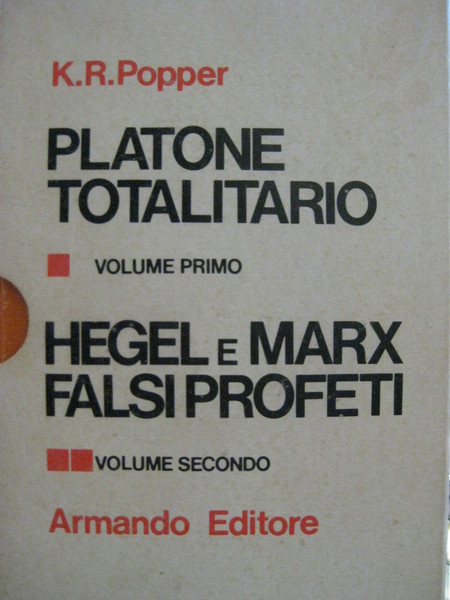 K.R.Popper
PLATONE
TOTALITARIO
VOLUME PRIMO
HEGEL E MARX
FALSI PROFETI
VOLUME SECONDO
Armando Editore